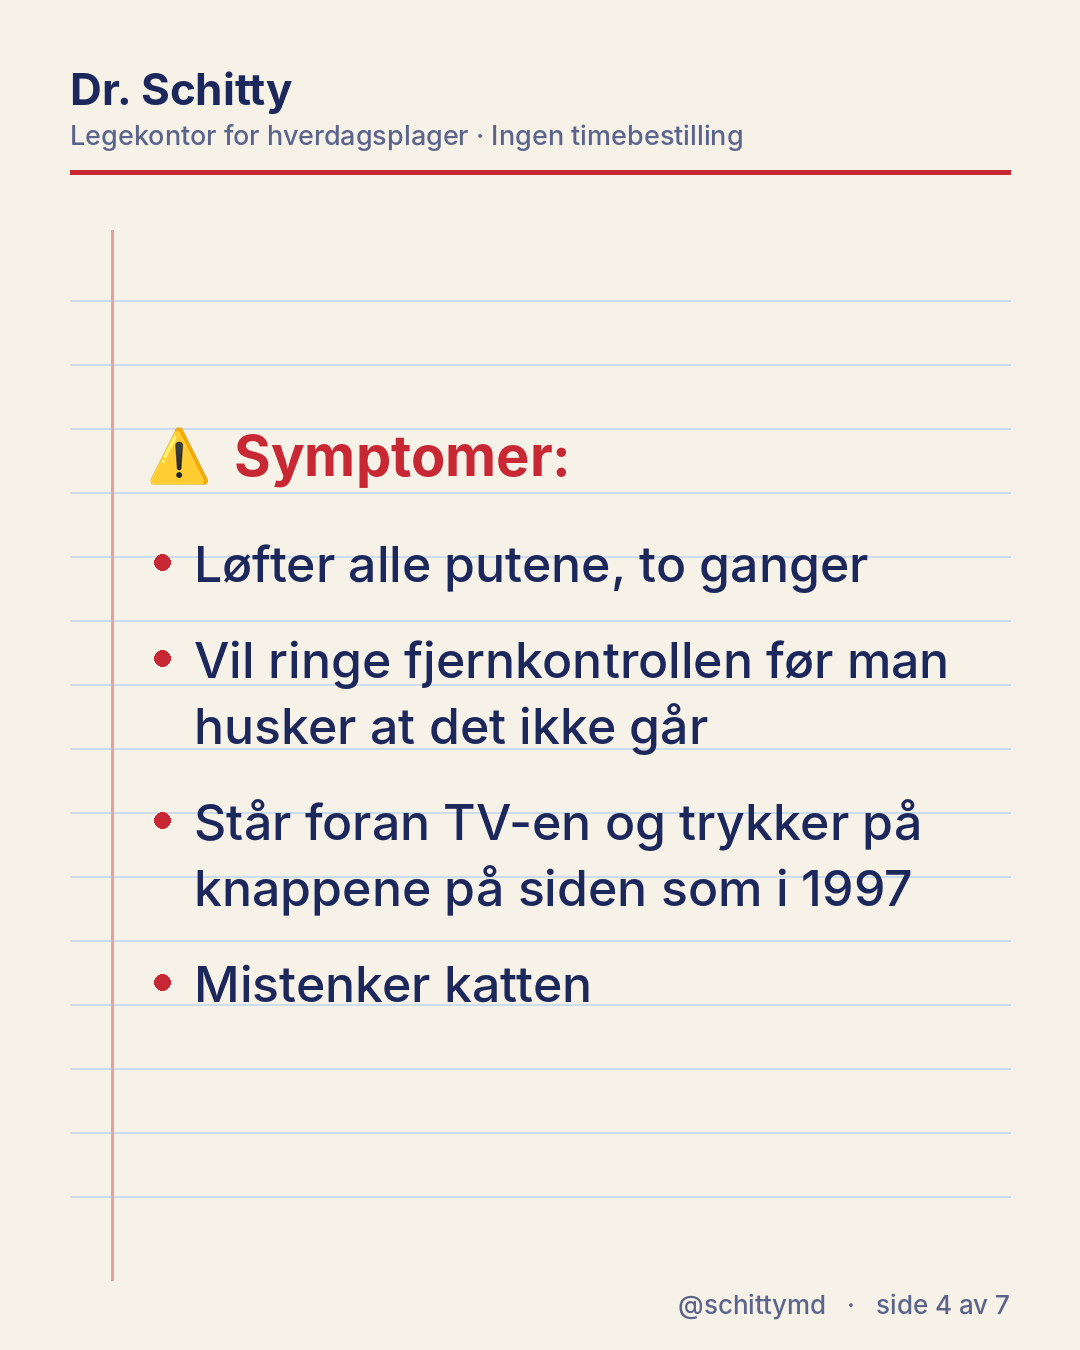 Dr. Schitty
Legekontor for hverdagsplager · Ingen timebestilling
⚠️ Symptomer:
• Løfter alle putene, to ganger
• Vil ringe fjernkontrollen før man
husker at det ikke går
• Står foran TV-en og trykker på
knappene på siden som i 1997
• Mistenker katten
@schittymd · side 4 av 7